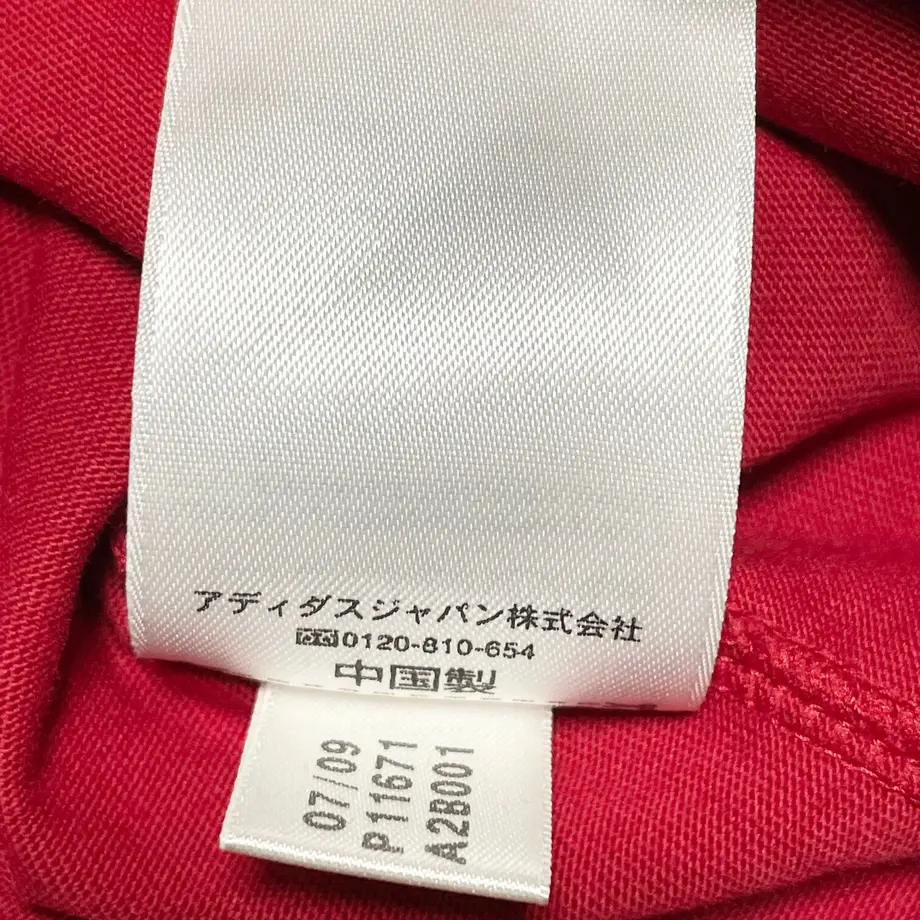 アディダスジャパン株式会社
0120-810-654
中国製
07/09
P11671
A2B001